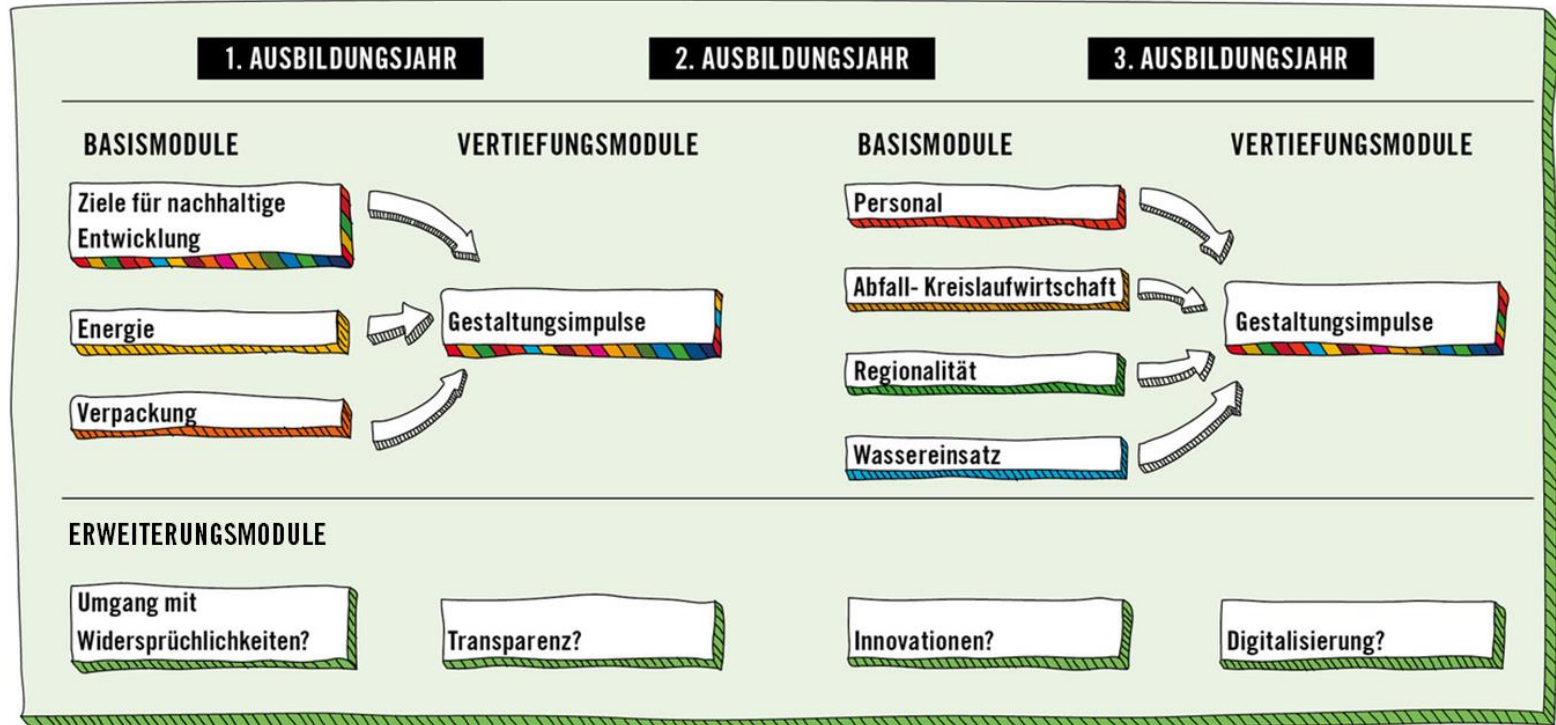 1. AUSBILDUNGSJAHR
2. AUSBILDUNGSJAHR
3. AUSBILDUNGSJAHR
BASISMODULE
VERTIEFUNGSMODULE
BASISMODULE
VERTIEFUNGSMODULE
Ziele für nachhaltige
Entwicklung
Energie
Verpackung
Gestaltungsimpulse
Personal
Abfall- Kreislaufwirtschaft
Regionalität
Wassereinsatz
Gestaltungsimpulse
ERWEITERUNGSMODULE
Umgang mit
Widersprüchlichkeiten?
Transparenz?
Innovationen?
Digitalisierung?